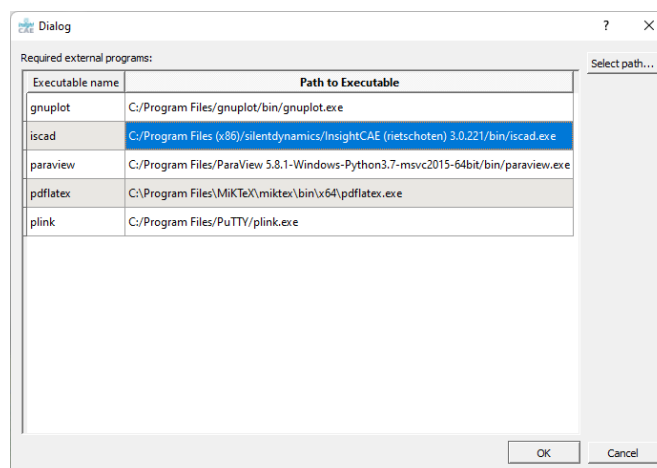 insight CAE Dialog ? ×
Required external programs:
Select path...
Executable name Path to Executable
gnuplot C:/Program Files/gnuplot/bin/gnuplot.exe
iscad C:/Program Files (x86)/silentdynamics/InsightCAE (rietschoten) 3.0.221/bin/iscad.exe
paraview C:/Program Files/ParaView 5.8.1-Windows-Python3.7-msvc2015-64bit/bin/paraview.exe
pdflatex C:\Program Files\MiKTeX\miktex\bin\x64\pdflatex.exe
plink C:/Program Files/PuTTY/plink.exe
OK Cancel